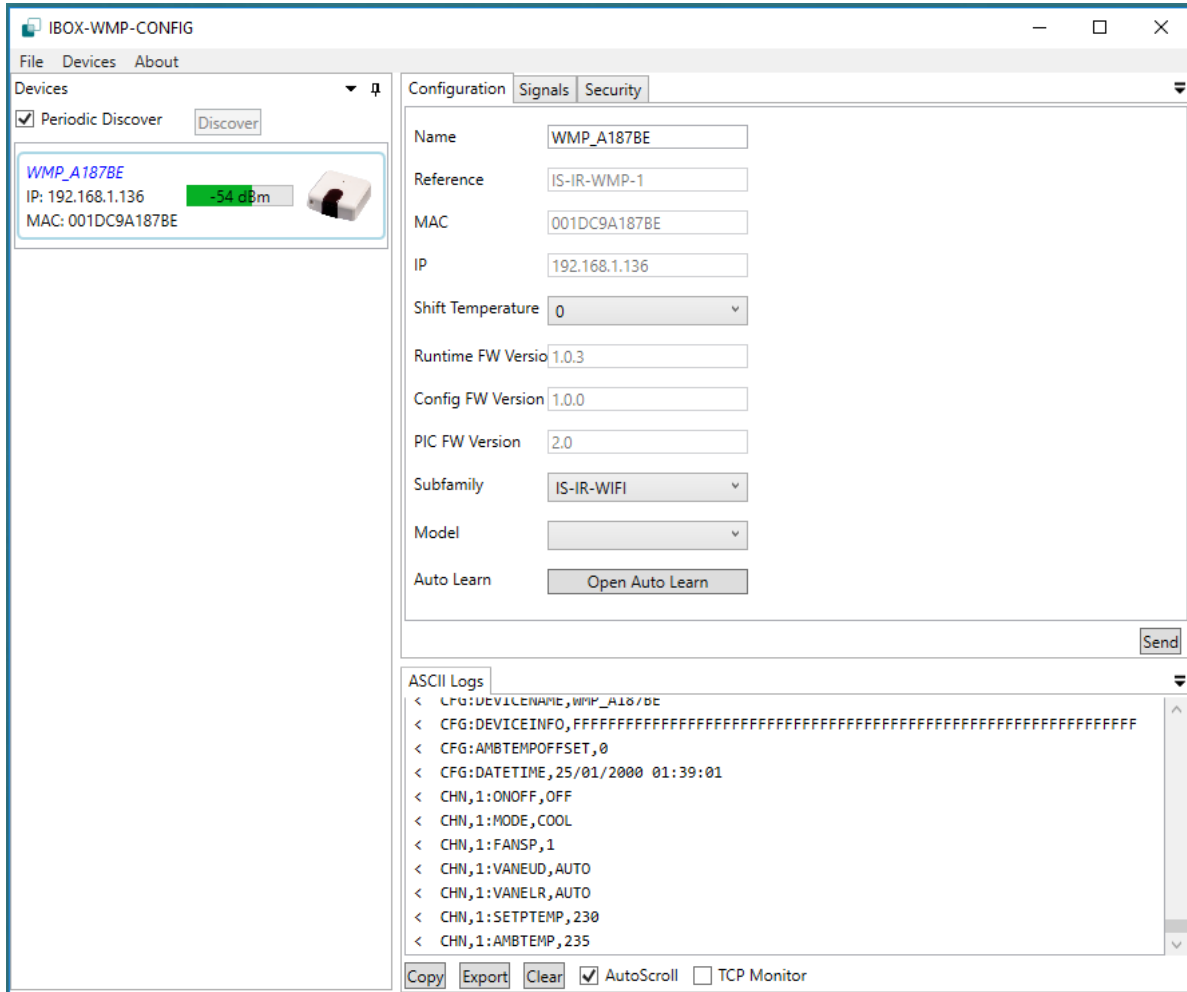 IBOX-WMP-CONFIG
File Devices About
Devices
Periodic Discover Discover
WMP_A187BE
IP: 192.168.1.136 -54 dBm
MAC: 001DC9A187BE
Configuration Signals Security
Name WMP_A187BE
Reference IS-IR-WMP-1
MAC 001DC9A187BE
IP 192.168.1.136
Shift Temperature 0
Runtime FW Versio 1.0.3
Config FW Version 1.0.0
PIC FW Version 2.0
Subfamily IS-IR-WIFI
Model
Auto Learn Open Auto Learn
Send
ASCII Logs
< CFG:DEVICENAME,WMP_A187BE
< CFG:DEVICEINFO,FFFFFFFFFFFFFFFFFFFFFFFFFFFFFFFFFFFFFFFFFFFFFFFFFFFFFFFFFFFFFFFF
< CFG:AMBTEMPOFFSET,0
< CFG:DATETIME,25/01/2000 01:39:01
< CHN,1:ONOFF,OFF
< CHN,1:MODE,COOL
< CHN,1:FANSP,1
< CHN,1:VANEUD,AUTO
< CHN,1:VANELR,AUTO
< CHN,1:SETPTEMP,230
< CHN,1:AMBTEMP,235
Copy Export Clear AutoScroll TCP Monitor